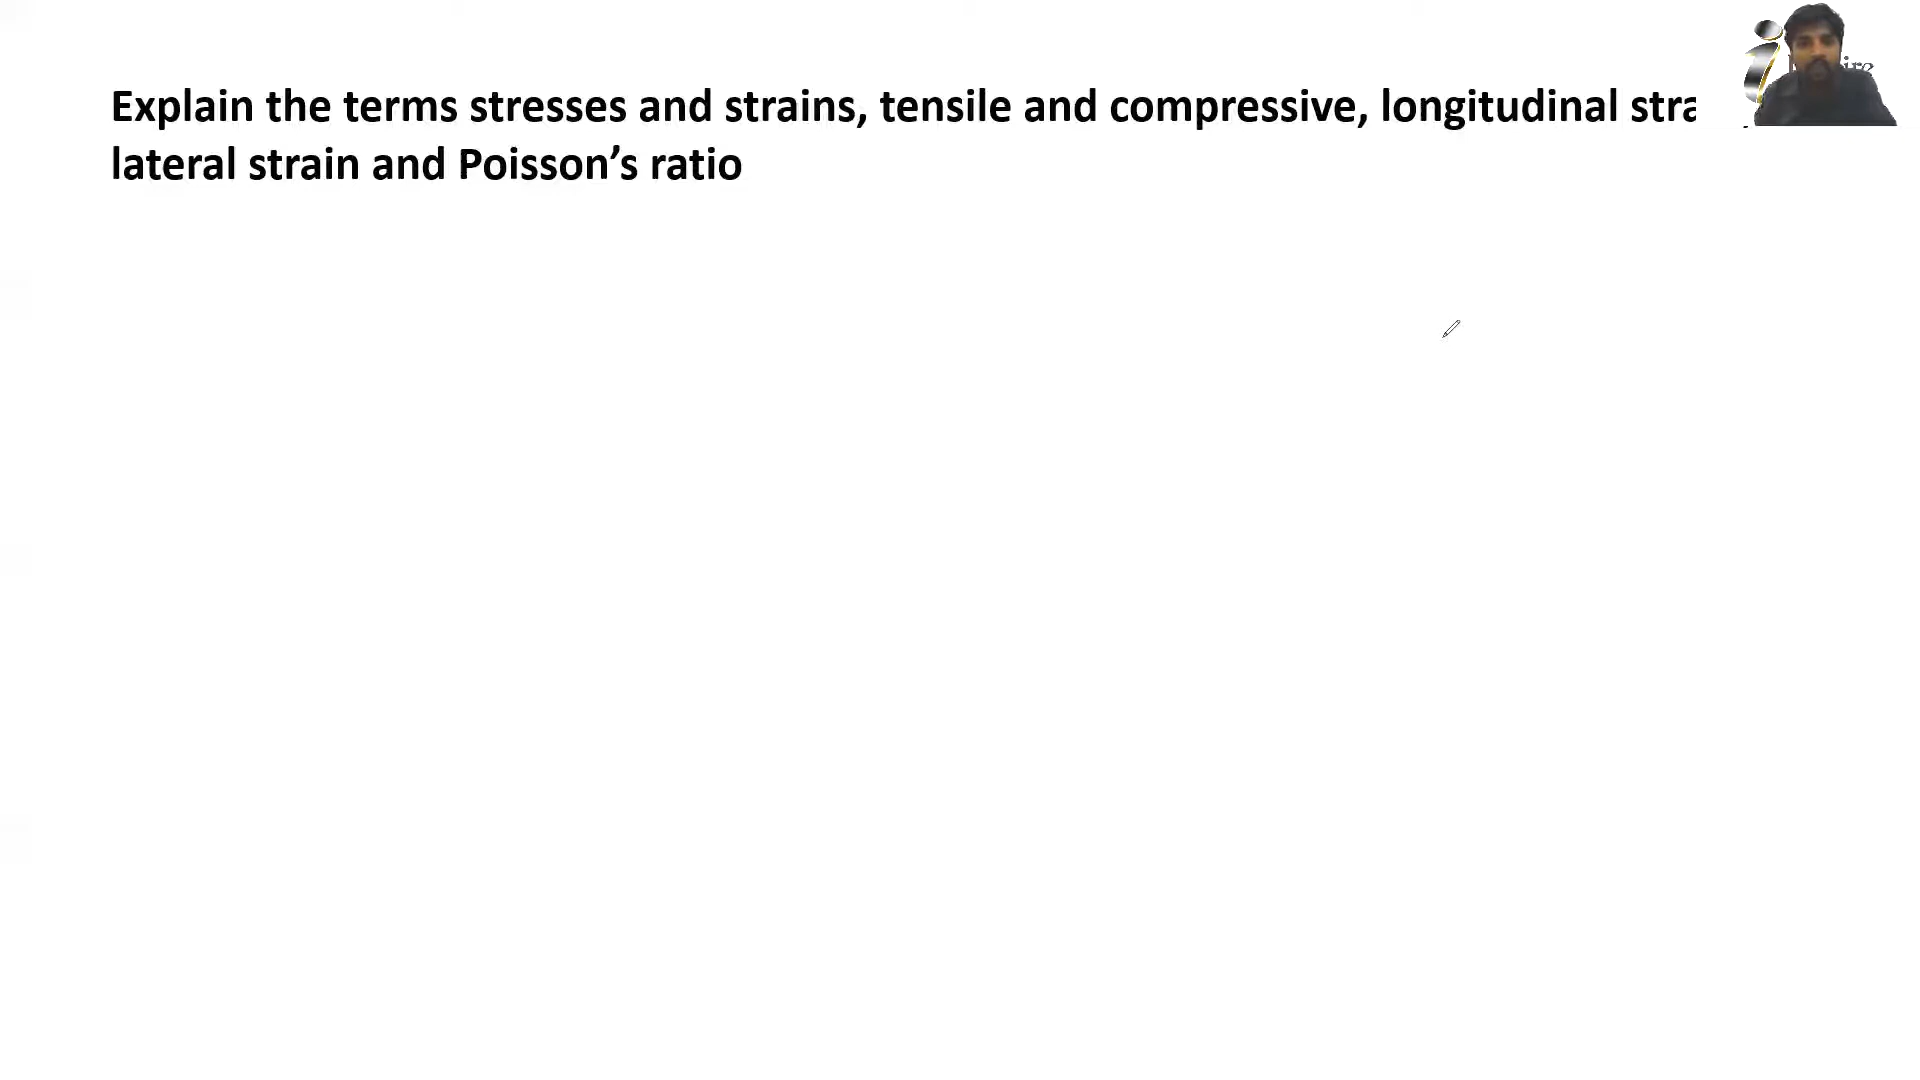 Explain the terms stresses and strains, tensile and compressive, longitudinal stra
lateral strain and Poisson’s ratio